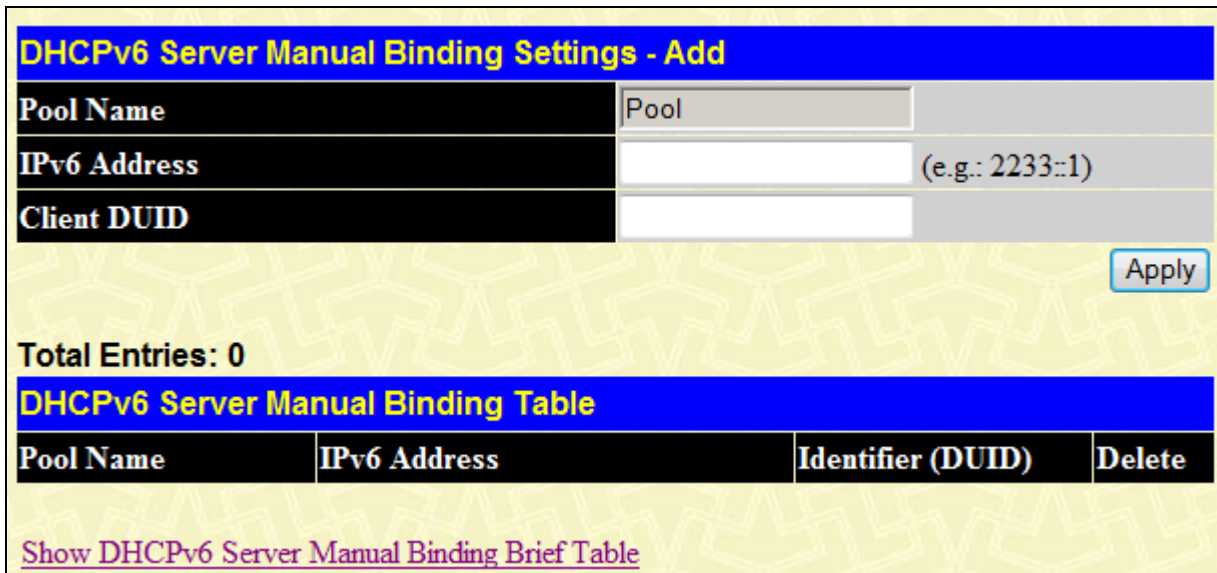 DHCPv6 Server Manual Binding Settings - Add
Pool Name Pool
IPv6 Address (e.g.: 2233::1)
Client DUID
Apply
Total Entries: 0
DHCPv6 Server Manual Binding Table
Pool Name IPv6 Address Identifier (DUID) Delete
Show DHCPv6 Server Manual Binding Brief Table